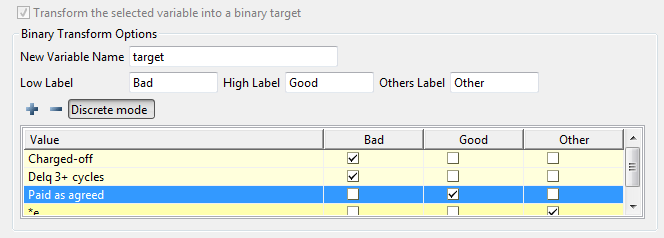 Transform the selected variable into a binary target
Binary Transform Options
New Variable Name target
Low Label Bad High Label Good Others Label Other
Discrete mode
Value Bad Good Other
Charged-off
Delq 3+ cycles
Paid as agreed
*e